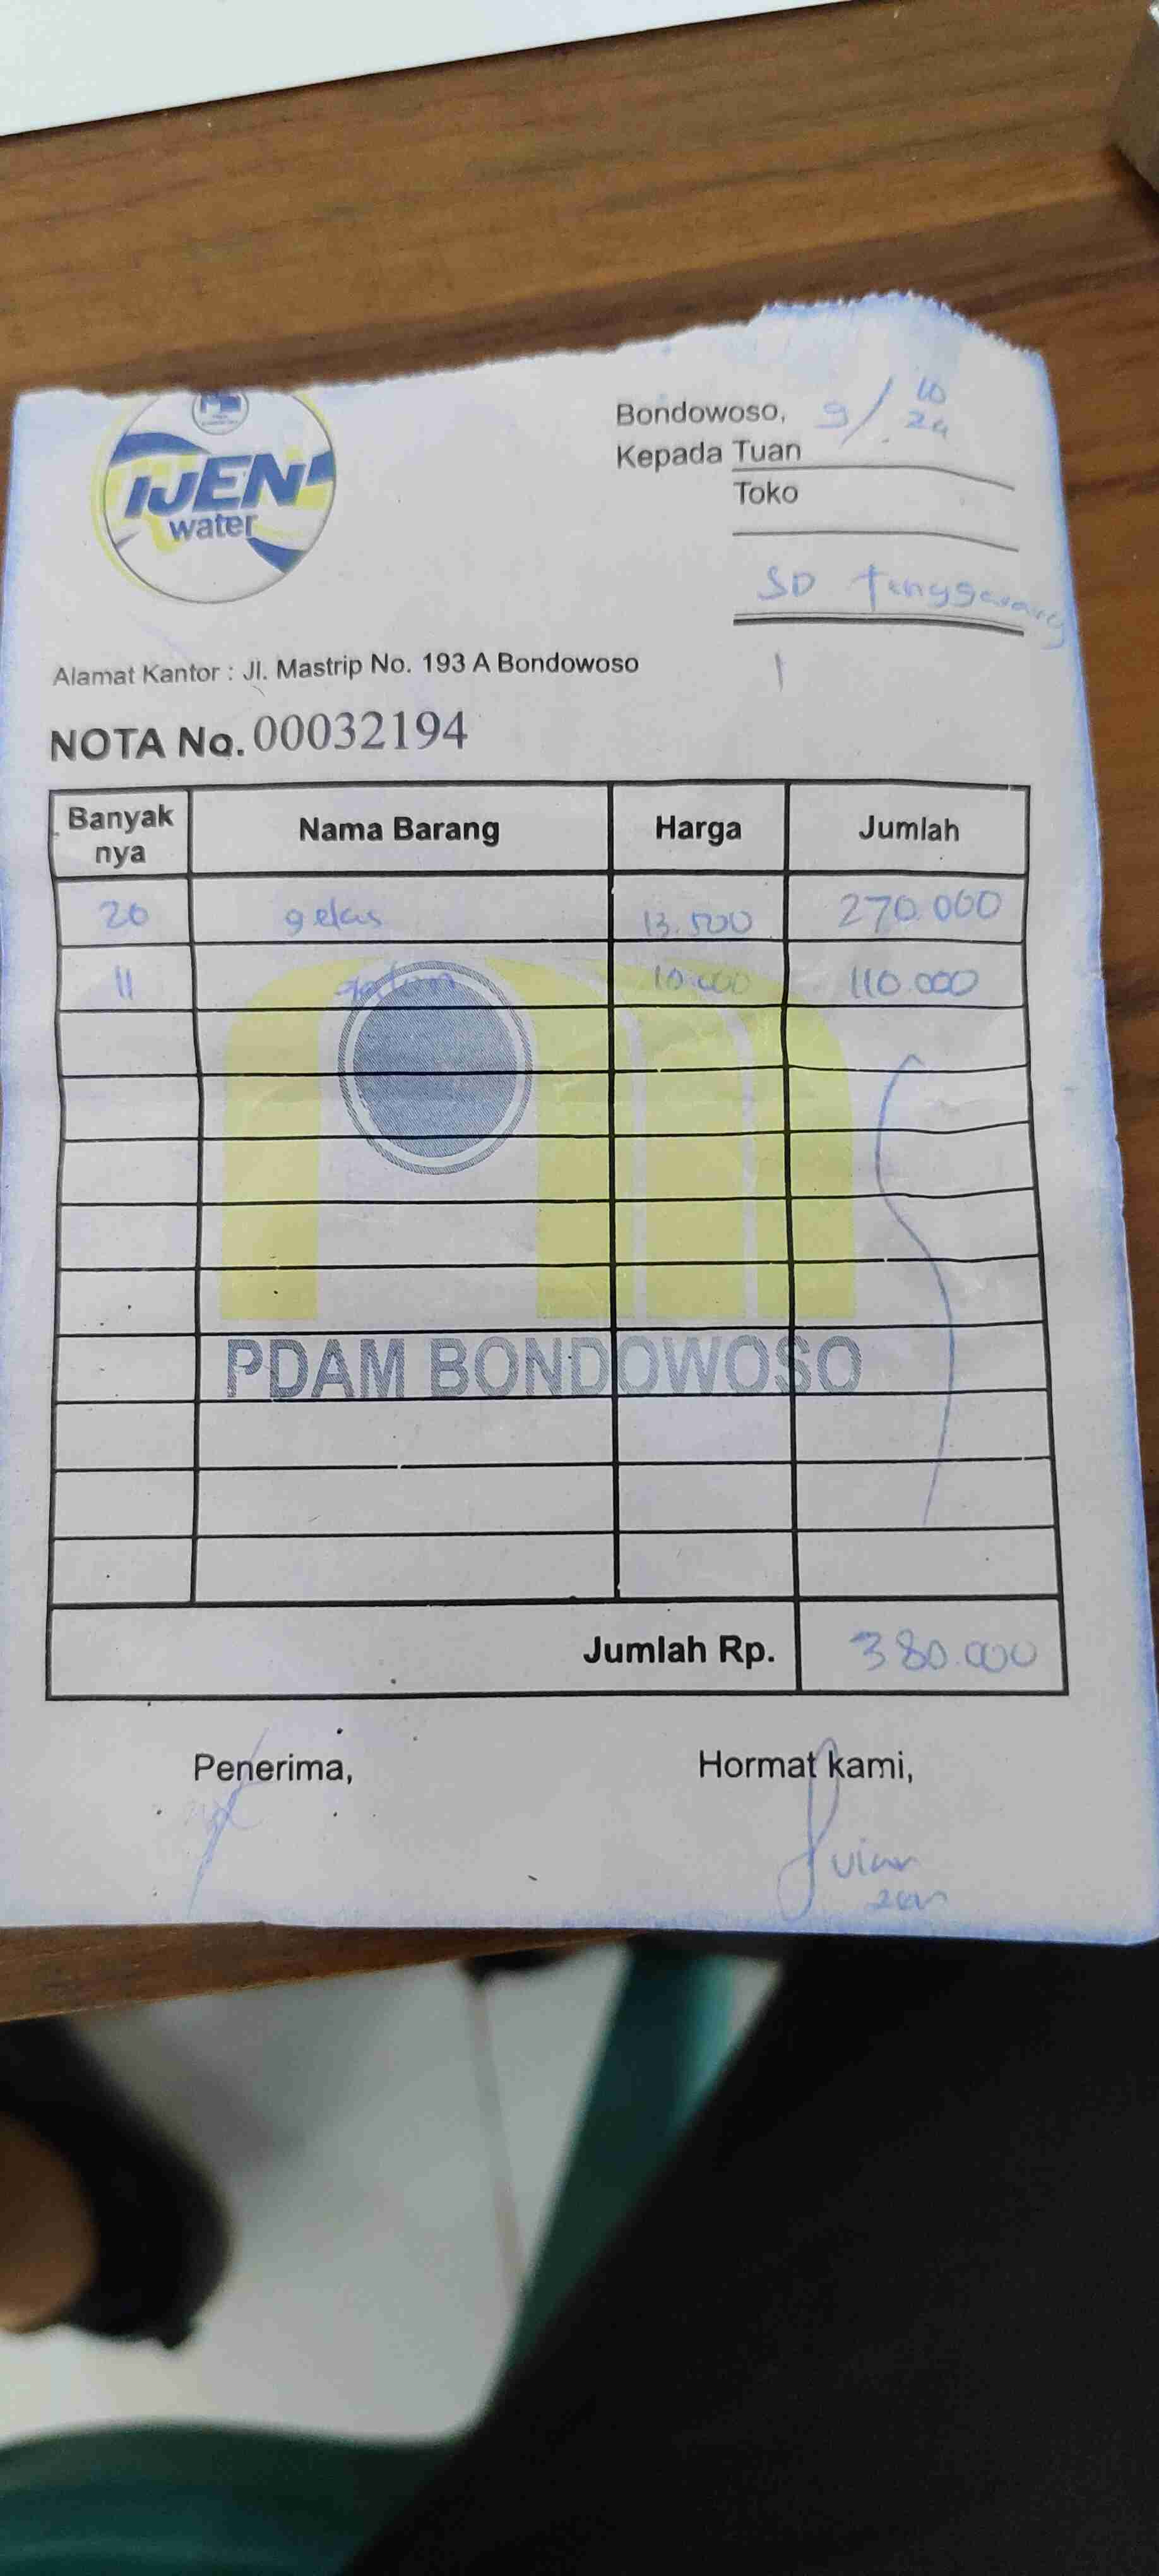 IJEN
water
Bondowoso, 9/10 24
Kepada Tuan
Toko
SD Tenggarang
Alamat Kantor : Jl. Mastrip No. 193 A Bondowoso
NOTA No. 00032194
Banyak nya Nama Barang Harga Jumlah
20 gelas 13.500 270.000
11 galon 10.000 110.000
PDAM BONDOWOSO
Jumlah Rp. 380.000
Penerima, Hormat kami,